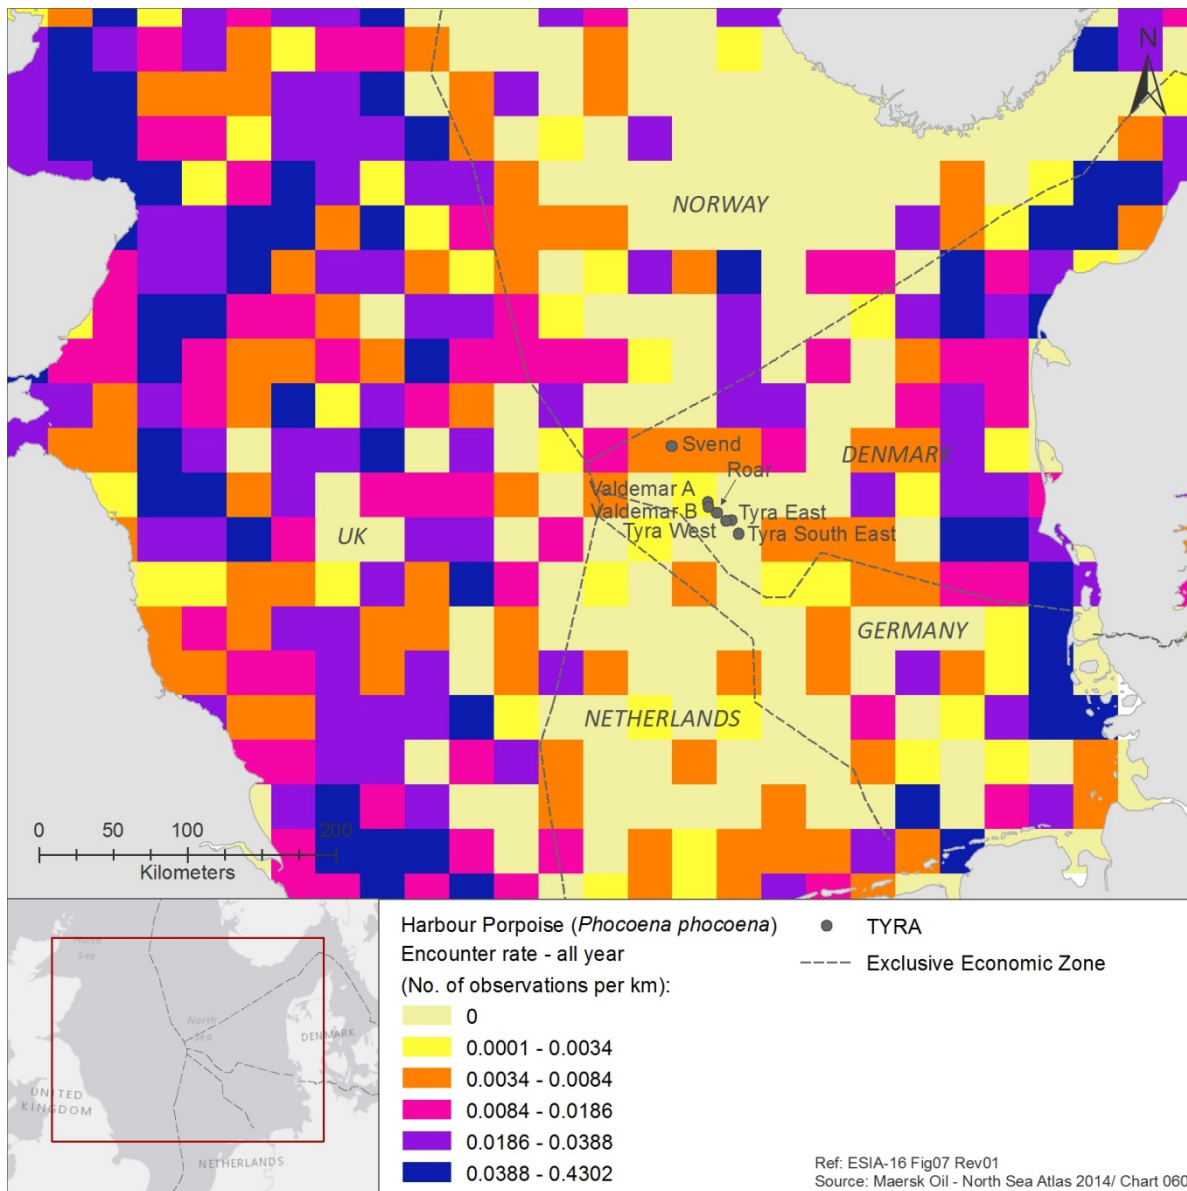 N
NORWAY
Svend
DENMARK
Roar
Valdemar A
Valdemar B
Tyra East
Tyra West
Tyra South East
UK
GERMANY
NETHERLANDS
0 50 100 200
Kilometers
North
Sea
North
Sea
DENMARK
UNITED
KINGDOM
NETHERLANDS
Harbour Porpoise (Phocoena phocoena)
Encounter rate - all year
(No. of observations per km):
0
0.0001 - 0.0034
0.0034 - 0.0084
0.0084 - 0.0186
0.0186 - 0.0388
0.0388 - 0.4302
TYRA
Exclusive Economic Zone
Ref: ESIA-16 Fig07 Rev01
Source: Maersk Oil - North Sea Atlas 2014/ Chart 060